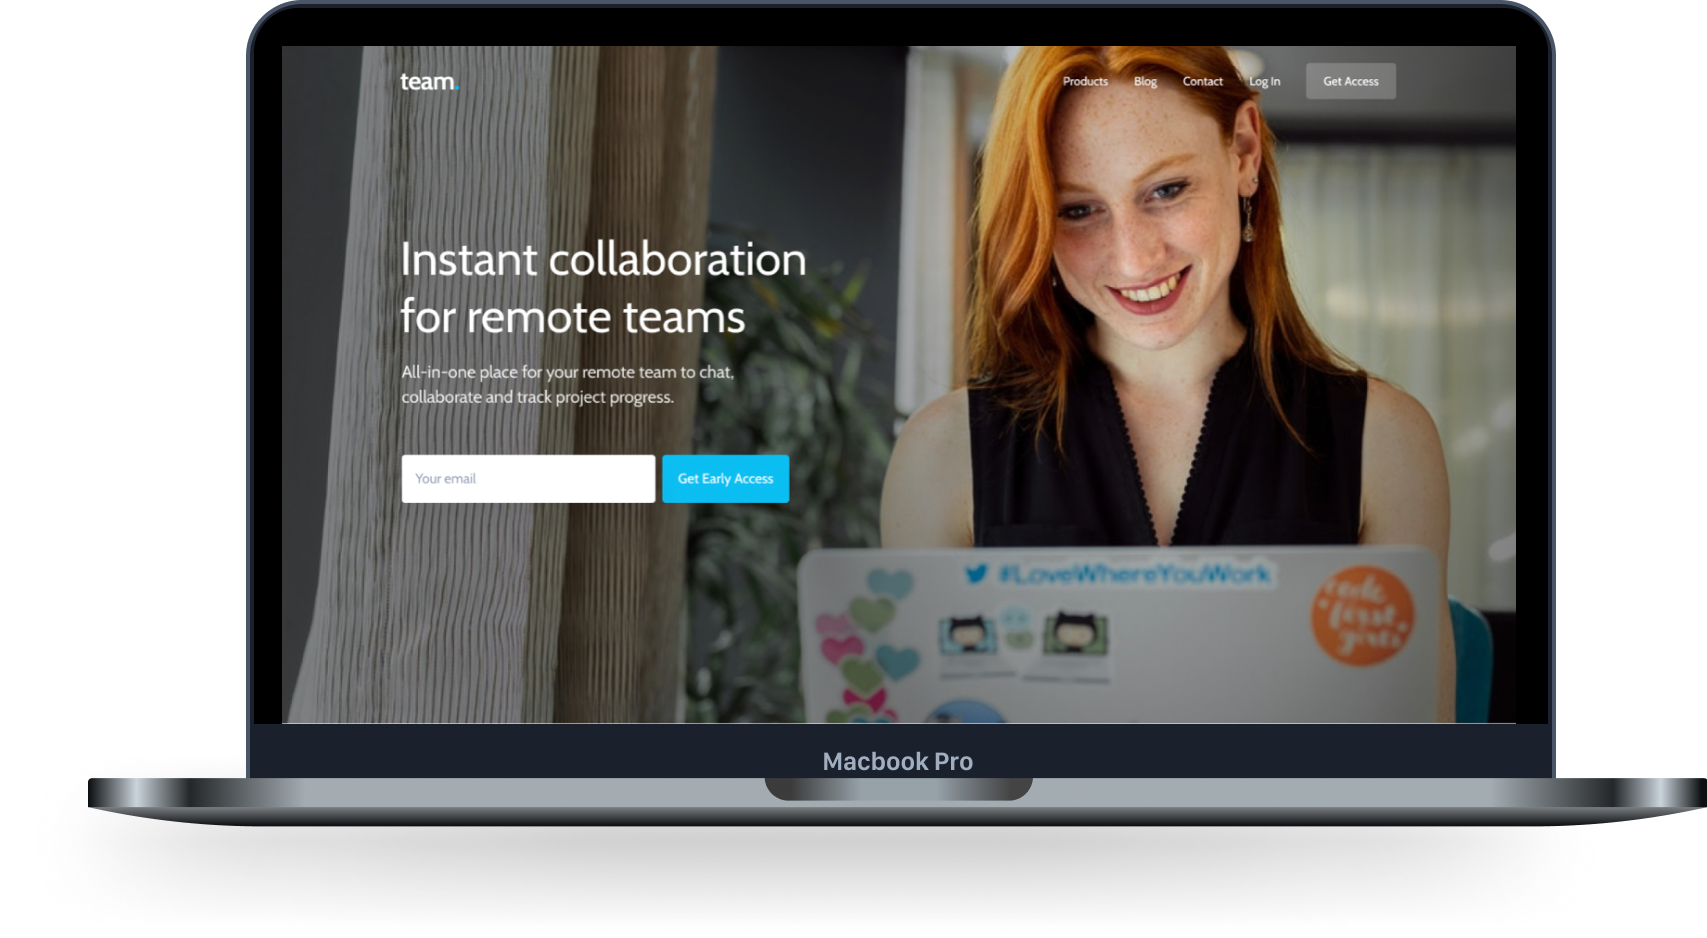 team.
Products Blog Contact Log In Get Access
Instant collaboration
for remote teams
All-in-one place for your remote team to chat,
collaborate and track project progress.
Your email Get Early Access
#LoveWhereYouWork
code
first
girls
Macbook Pro